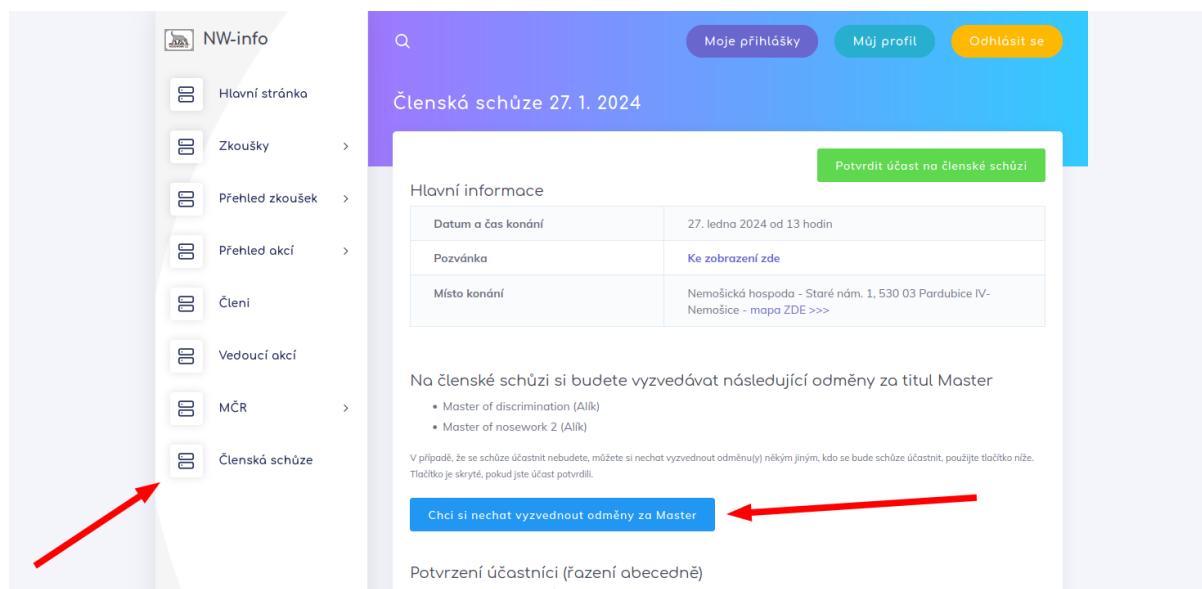 NW-info
Hlavní stránka
Zkoušky
Přehled zkoušek
Přehled akcí
Členi
Vedoucí akcí
MČR
Členská schůze
Moje přihlášky
Můj profil
Odhlásit se
Členská schůze 27. 1. 2024
Potvrdit účast na členské schůzi
Hlavní informace
Datum a čas konání
27. ledna 2024 od 13 hodin
Pozvánka
Ke zobrazení zde
Místo konání
Nemošická hospoda - Staré nám. 1, 530 03 Pardubice IV-
Nemošice - mapa ZDE >>>
Na členské schůzi si budete vyzvedávat následující odměny za titul Master
• Master of discrimination (Alík)
• Master of nosework 2 (Alík)
V případě, že se schůze účastnit nebudete, můžete si nechat vyzvednout odměnu(y) někým jiným, kdo se bude schůze účastnit, použijte tlačítko níže.
Tlačítko je skryté, pokud jste účast potvrdili.
Chci si nechat vyzvednout odměny za Master
Potvrzení účastníci (řazení abecedně)